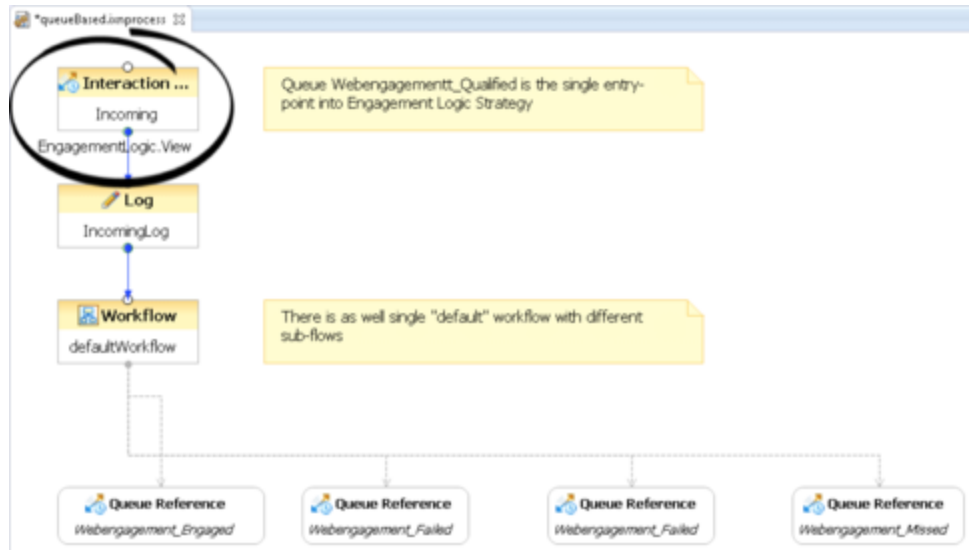 *queueBased.ixnprocess
Interaction ...
Incoming
EngagementLogic.View
Queue Webengagementt_Qualified is the single entry-
point into Engagement Logic Strategy
Log
IncomingLog
Workflow
defaultWorkflow
There is as well single "default" workflow with different
sub-flows
Queue Reference
Webengagement_Engaged
Queue Reference
Webengagement_Failed
Queue Reference
Webengagement_Failed
Queue Reference
Webengagement_Missed